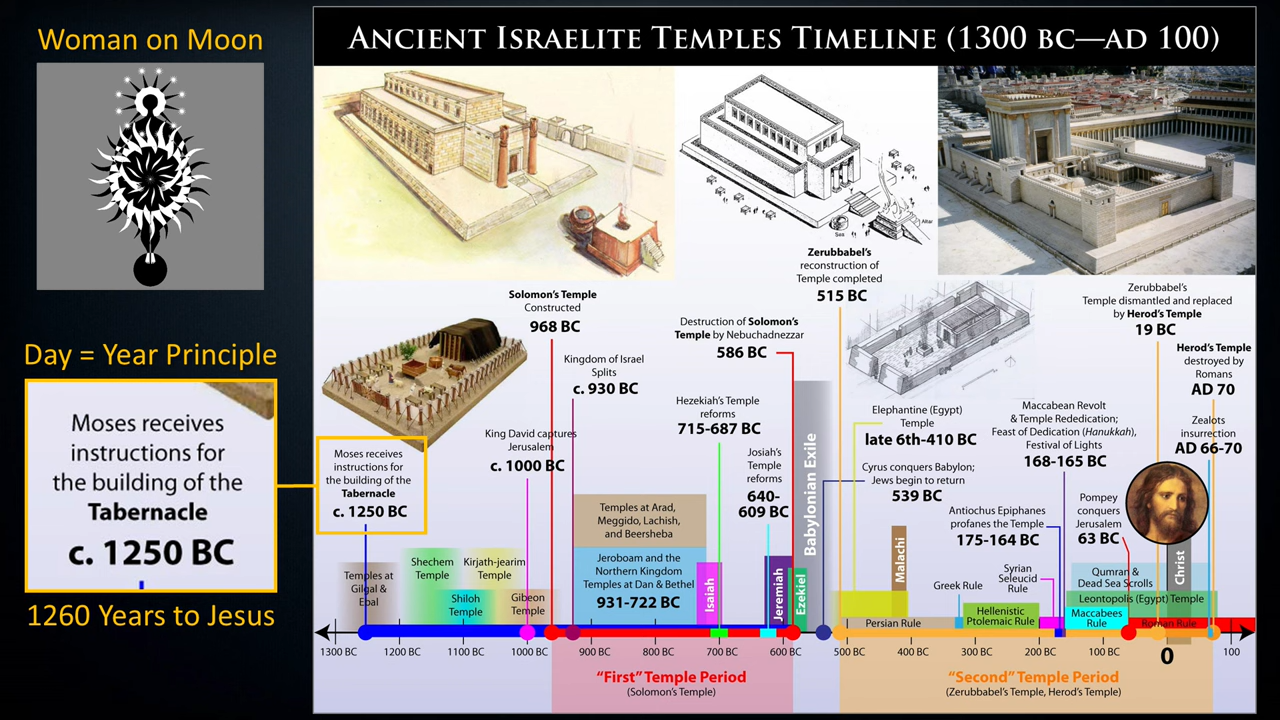 Woman on Moon
Day = Year Principle
Moses receives
instructions for
the building of the
Tabernacle
c. 1250 BC
1260 Years to Jesus
ANCIENT ISRAELITE TEMPLES TIMELINE (1300 BC—AD 100)
Sea
Altar
Zerubbabel's
reconstruction of
Temple completed
515 BC
Solomon's Temple
Constructed
968 BC
Kingdom of Israel
Splits
c. 930 BC
Destruction of Solomon's
Temple by Nebuchadnezzar
586 BC
Zerubbabel's
Temple dismantled and replaced
by Herod's Temple
19 BC
Herod's Temple
destroyed by
Romans
AD 70
Zealots
insurrection
AD 66-70
Moses receives
instructions for
the building of the
Tabernacle
c. 1250 BC
King David captures
Jerusalem
c. 1000 BC
Hezekiah's Temple
reforms
715-687 BC
Josiah's
Temple
reforms
640-
609 BC
Babylonian Exile
Elephantine (Egypt)
Temple
late 6th-410 BC
Cyrus conquers Babylon;
Jews begin to return
539 BC
Maccabean Revolt
& Temple Rededication;
Feast of Dedication (Hanukkah),
Festival of Lights
168-165 BC
Antiochus Epiphanes
profanes the Temple
175-164 BC
Pompey
conquers
Jerusalem
63 BC
Temples at
Gilgal &
Ebal
Shechem
Temple
Shiloh
Temple
Kirjath-jearim
Temple
Gibeon
Temple
Temples at Arad,
Meggido, Lachish,
and Beersheba
Jeroboam and the
Northern Kingdom
Temples at Dan & Bethel
931-722 BC
Isaiah
Jeremiah
Ezekiel
Malachi
Persian Rule
Greek Rule
Hellenistic
Ptolemaic Rule
Syrian
Seleucid
Rule
Maccabees
Rule
Qumran &
Dead Sea Scrolls
Leontopolis (Egypt) Temple
Roman Rule
Christ
1300 BC
1200 BC
1100 BC
1000 BC
900 BC
800 BC
700 BC
600 BC
500 BC
400 BC
300 BC
200 BC
100 BC
0
100
"First" Temple Period
(Solomon's Temple)
"Second" Temple Period
(Zerubbabel's Temple, Herod's Temple)